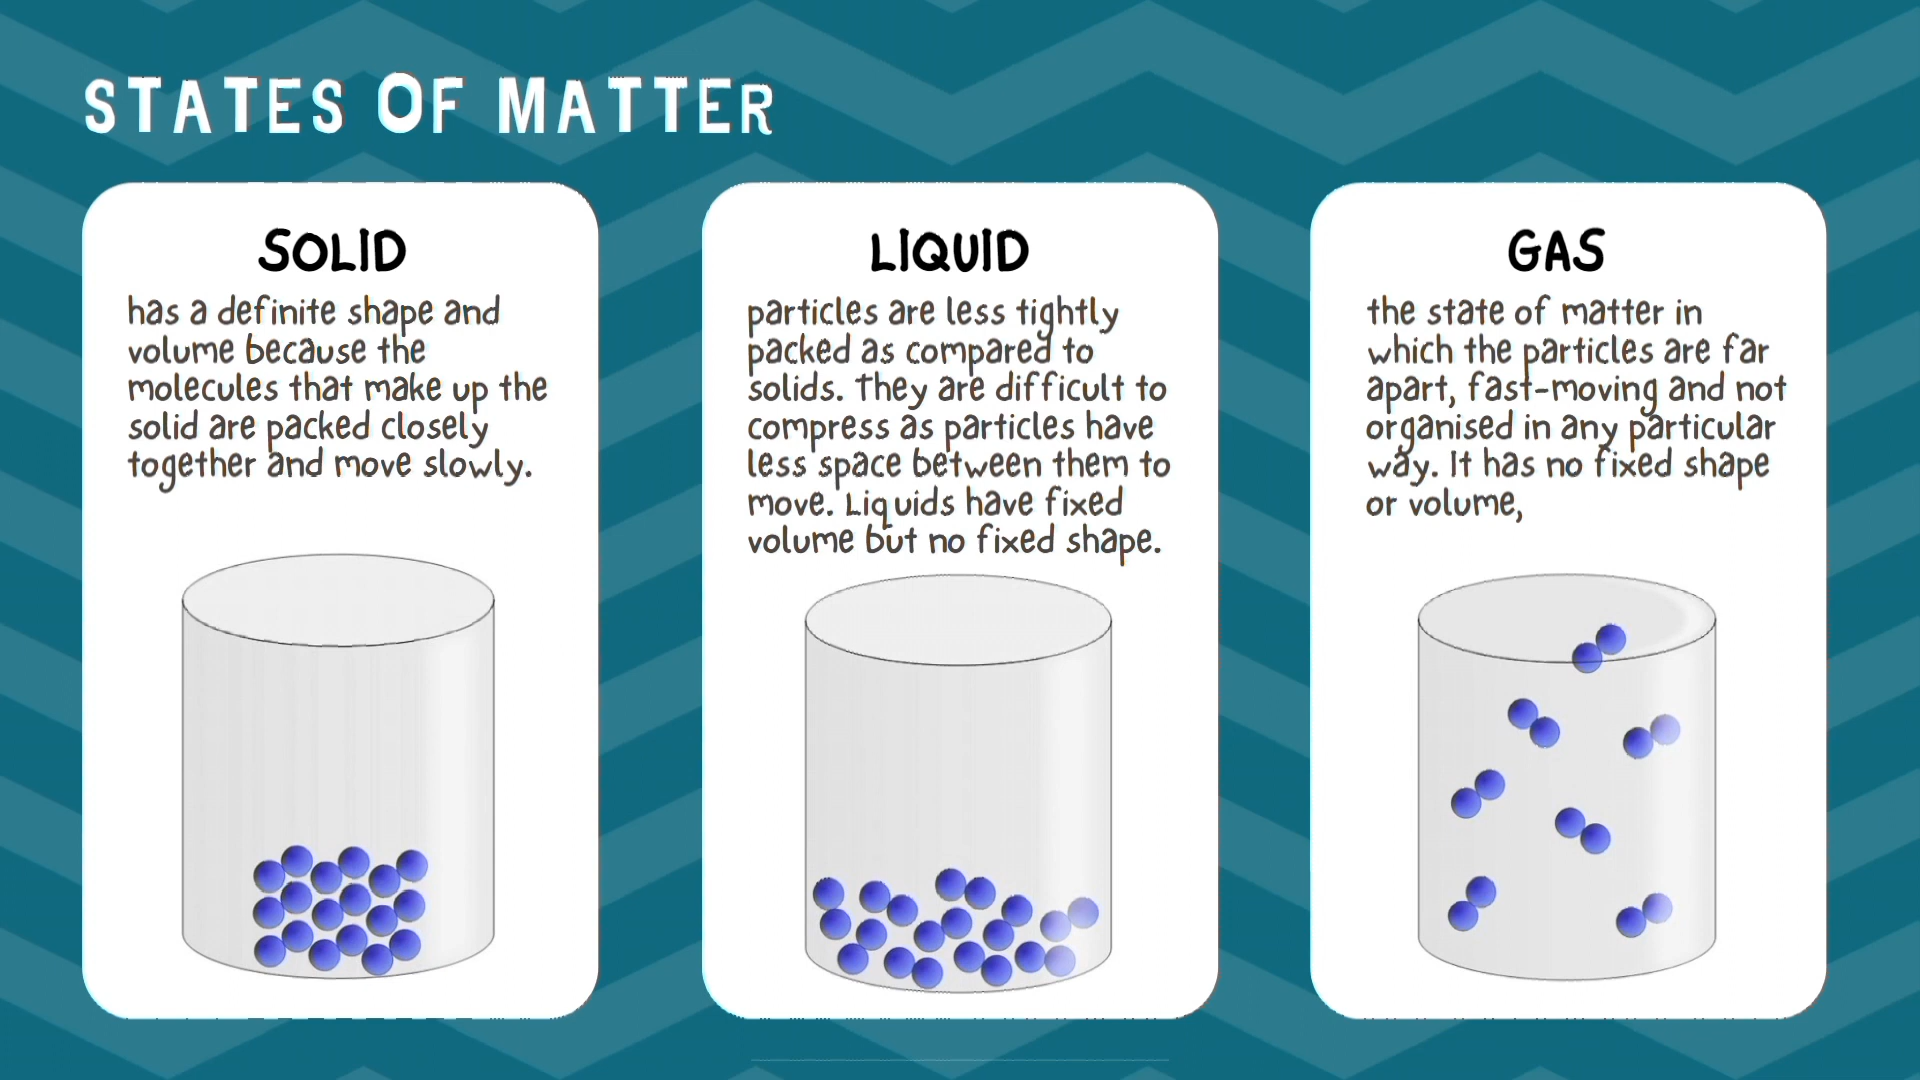 STATES OF MATTER
SOLID
has a definite shape and
volume because the
molecules that make up the
solid are packed closely
together and move slowly.
LIQUID
particles are less tightly
packed as compared to
solids. They are difficult to
compress as particles have
less space between them to
move. Liquids have fixed
volume but no fixed shape.
GAS
the state of matter in
which the particles are far
apart, fast-moving and not
organised in any particular
way. It has no fixed shape
or volume,